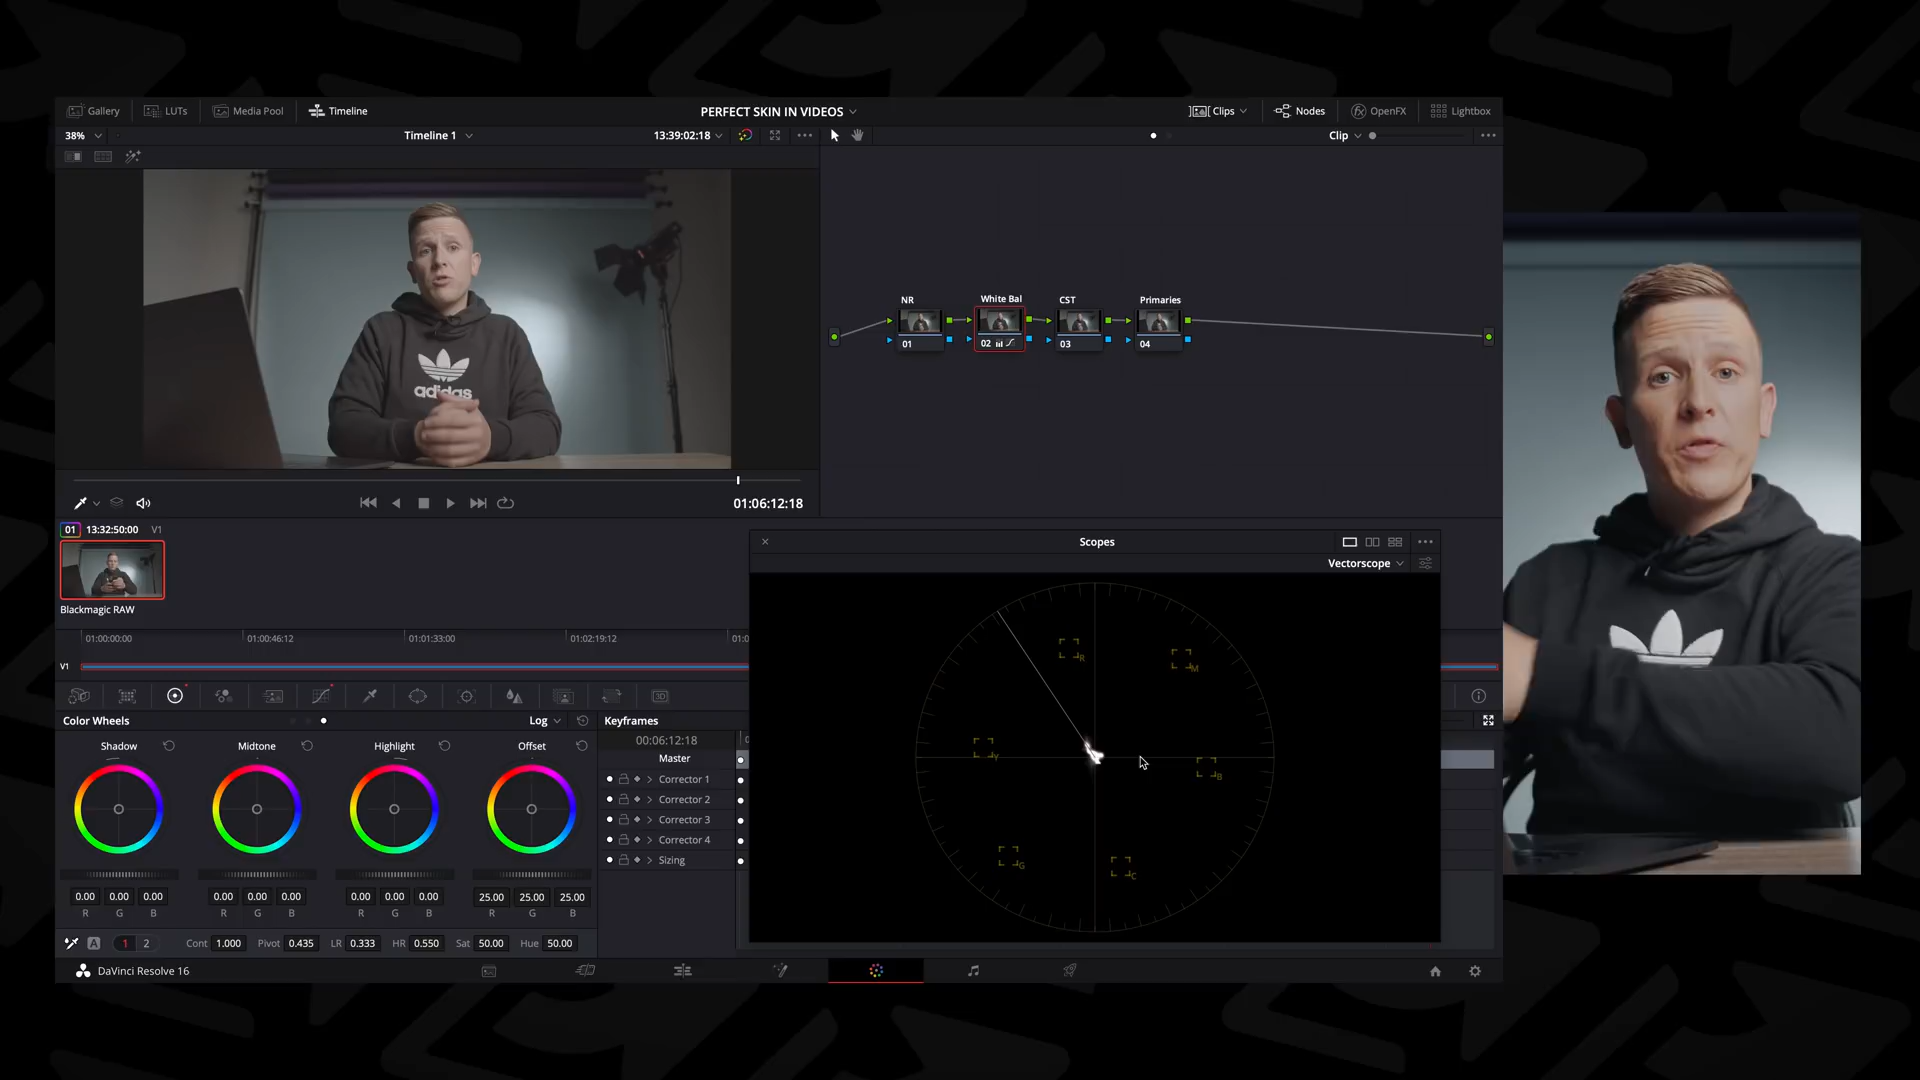 Gallery LUTs Media Pool Timeline PERFECT SKIN IN VIDEOS Clips Nodes OpenFX Lightbox
38% Timeline 1 13:39:02:18 Clip
NR White Bal CST Primaries
01 02 03 04
adidas
01:06:12:18
01 13:32:50:00 V1
Blackmagic RAW
Scopes
Vectorscope
R M Y B G C
01:00:00:00 01:00:46:12 01:01:33:00 01:02:19:12 01:0
V1
3D
Color Wheels Log Keyframes
Shadow Midtone Highlight Offset
00:06:12:18 0
Master
Corrector 1
Corrector 2
Corrector 3
Corrector 4
Sizing
0.00 0.00 0.00 0.00 0.00 0.00 0.00 0.00 0.00 25.00 25.00 25.00
R G B R G B R G B R G B
A 1 2 Cont 1.000 Pivot 0.435 LR 0.333 HR 0.550 Sat 50.00 Hue 50.00
DaVinci Resolve 16